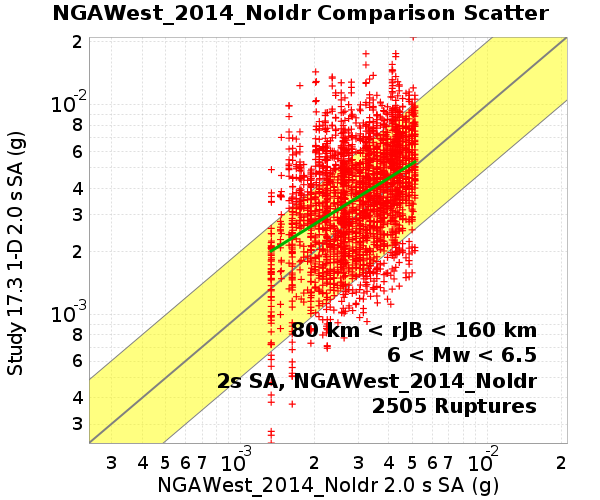 NGAWest_2014_NoIdr Comparison Scatter
Study 17.3 1-D 2.0 s SA (g)
2
10-2
8
6
4
3
2
10-3
8
6
4
3
80 km < rJB < 160 km
6 < Mw < 6.5
2s SA, NGAWest_2014_NoIdr
2505 Ruptures
3 4 5 6 7 10-3 2 3 4 5 6 7 10-2 2
NGAWest_2014_NoIdr 2.0 s SA (g)